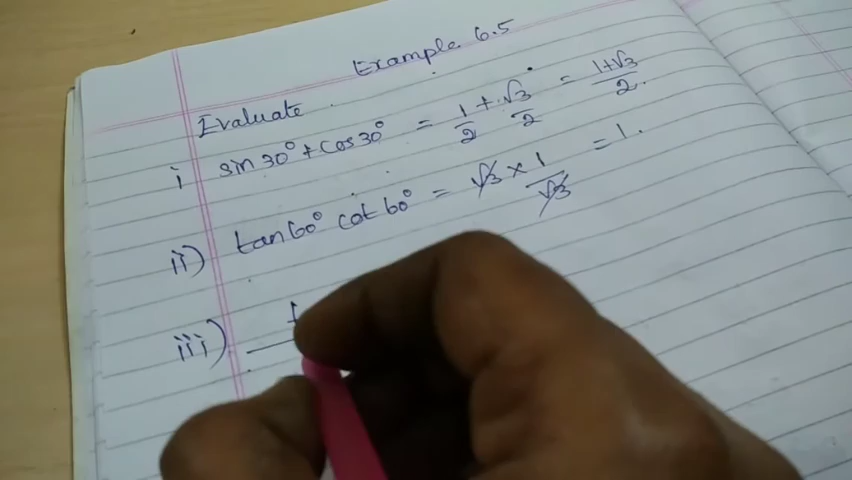 Example 6.5
Evaluate
i sin 30° + cos 30° = 1/2 + √3/2 = 1+√3/2.
ii) tan 60° cot 60° = √3 × 1/√3 = 1.
iii)